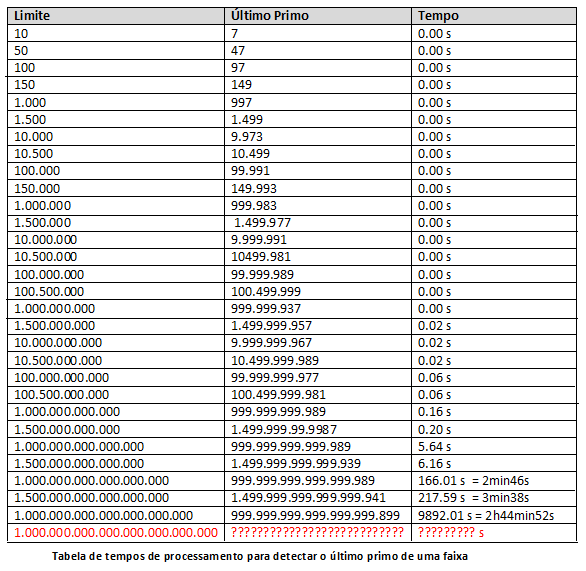 Limite Último Primo Tempo
10 7 0.00 s
50 47 0.00 s
100 97 0.00 s
150 149 0.00 s
1.000 997 0.00 s
1.500 1.499 0.00 s
10.000 9.973 0.00 s
10.500 10.499 0.00 s
100.000 99.991 0.00 s
150.000 149.993 0.00 s
1.000.000 999.983 0.00 s
1.500.000 1.499.977 0.00 s
10.000.000 9.999.991 0.00 s
10.500.000 10499.981 0.00 s
100.000.000 99.999.989 0.00 s
100.500.000 100.499.999 0.00 s
1.000.000.000 999.999.937 0.00 s
1.500.000.000 1.499.999.957 0.02 s
10.000.000.000 9.999.999.967 0.02 s
10.500.000.000 10.499.999.989 0.02 s
100.000.000.000 99.999.999.977 0.06 s
100.500.000.000 100.499.999.981 0.06 s
1.000.000.000.000 999.999.999.989 0.16 s
1.500.000.000.000 1.499.999.99.9987 0.20 s
1.000.000.000.000.000 999.999.999.999.989 5.64 s
1.500.000.000.000.000 1.499.999.999.999.939 6.16 s
1.000.000.000.000.000.000 999.999.999.999.999.989 166.01 s = 2min46s
1.500.000.000.000.000.000 1.499.999.999.999.999.941 217.59 s = 3min38s
1.000.000.000.000.000.000.000 999.999.999.999.999.999.899 9892.01 s = 2h44min52s
1.000.000.000.000.000.000.000.000 ??????????????????????????? ????????? s
Tabela de tempos de processamento para detectar o último primo de uma faixa